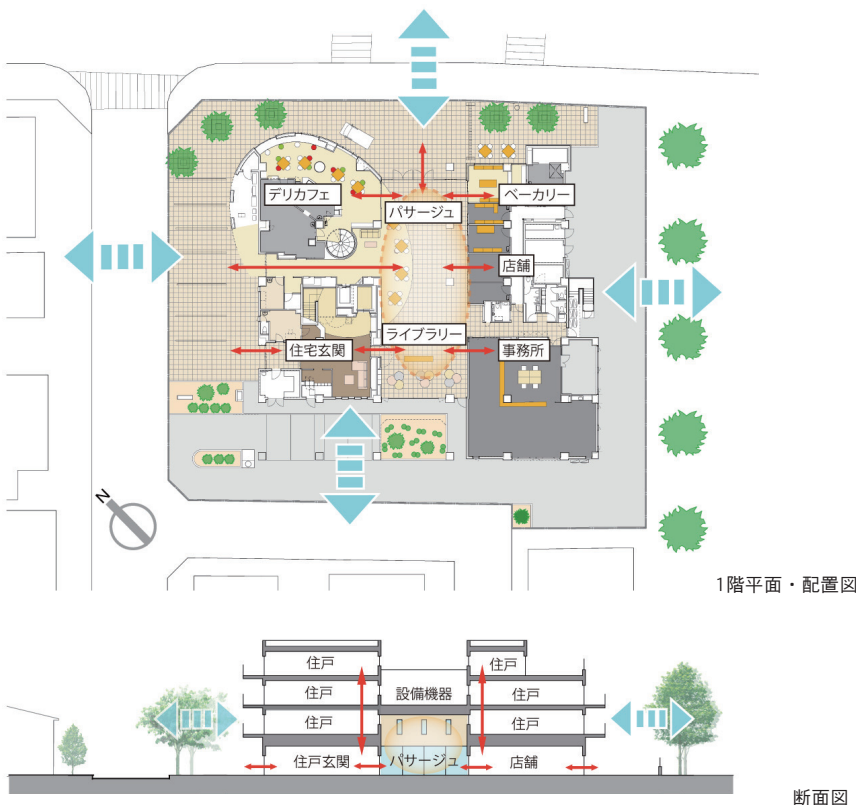 デリカフェ
ベーカリー
パサージュ
店舗
ライブラリー
住宅玄関
事務所
N
1階平面・配置図
住戸
住戸
住戸
設備機器
住戸
住戸
住戸
住戸玄関
パサージュ
店舗
断面図